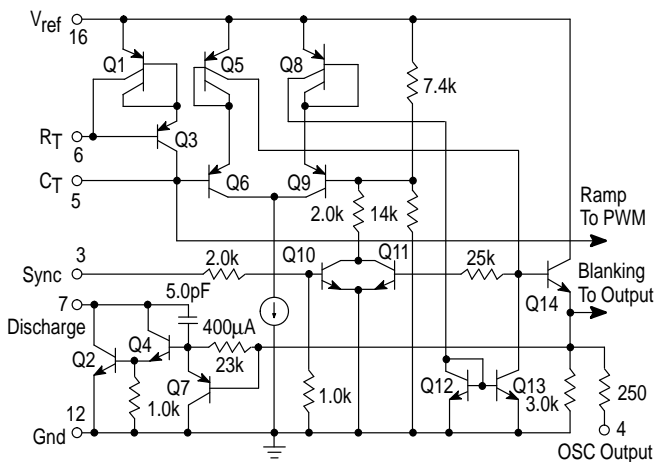 Vref
16
Q1
Q5
Q8
7.4k
RT
6
Q3
CT
5
Q6
Q9
2.0k
14k
Ramp
To PWM
3
Sync
2.0k
Q10
Q11
25k
Q14
Blanking
To Output
7
Discharge
5.0pF
400µA
Q2
Q4
23k
Q7
1.0k
1.0k
Q12
Q13
3.0k
250
12
Gnd
4
OSC Output